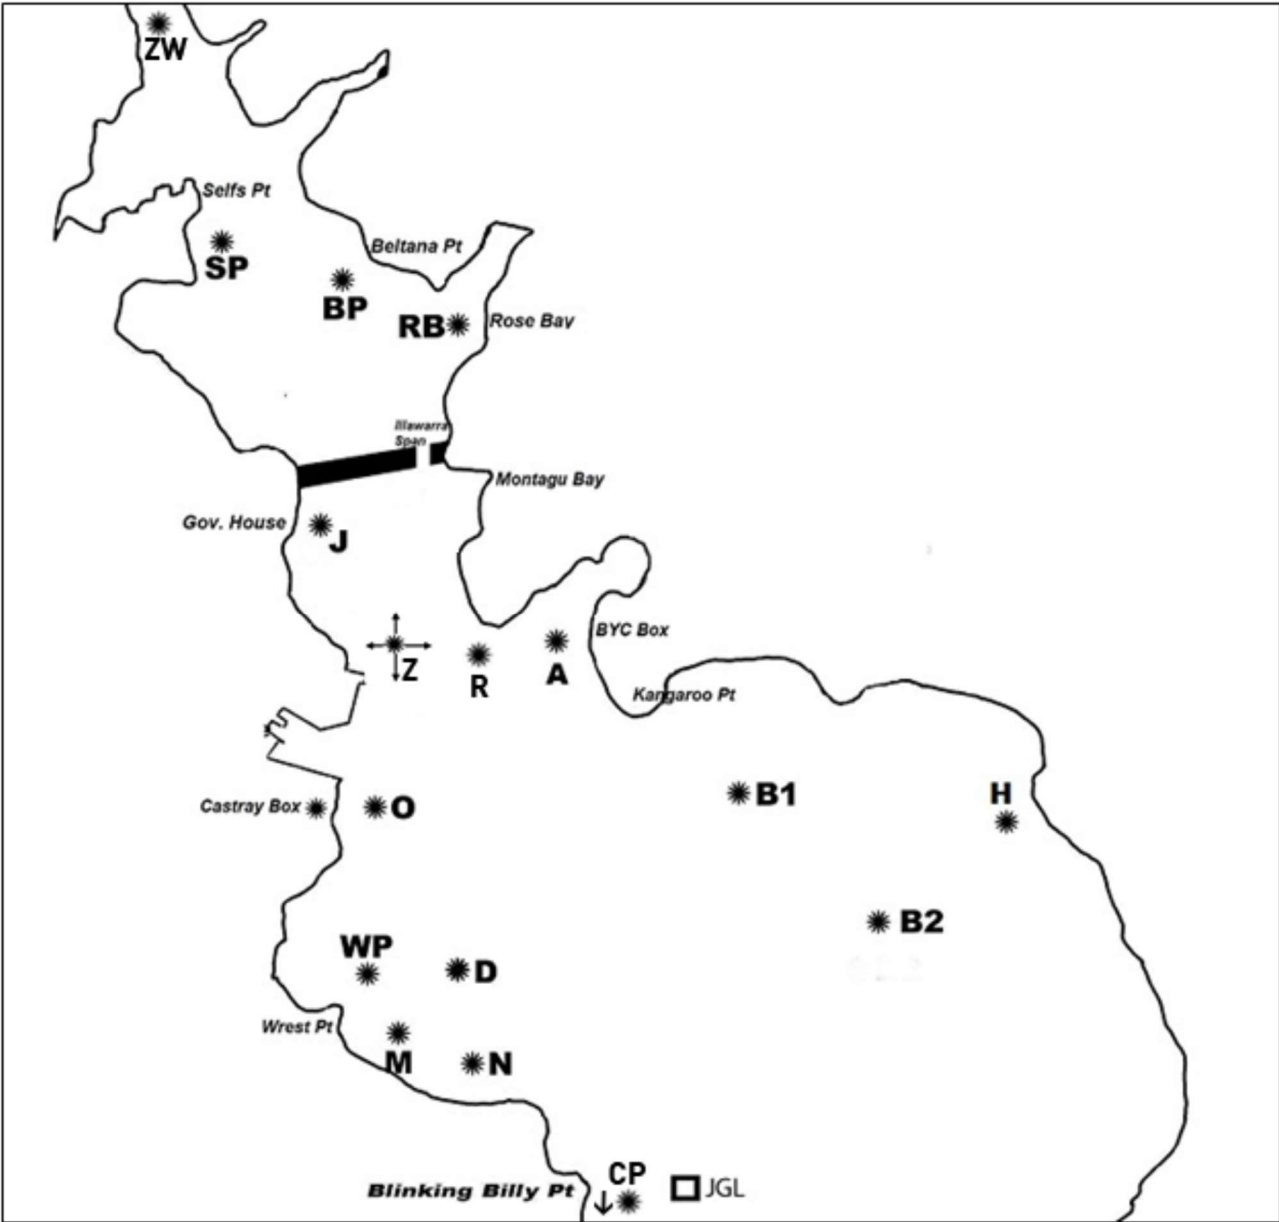 ZW
Selfs Pt
Beltana Pt
SP
BP
RB
Rose Bay
Illawarra
Span
Montagu Bay
Gov. House
J
BYC Box
Z
R
A
Kangaroo Pt
Castray Box
O
B1
H
B2
WP
D
Wrest Pt
M
N
CP
Blinking Billy Pt
JGL